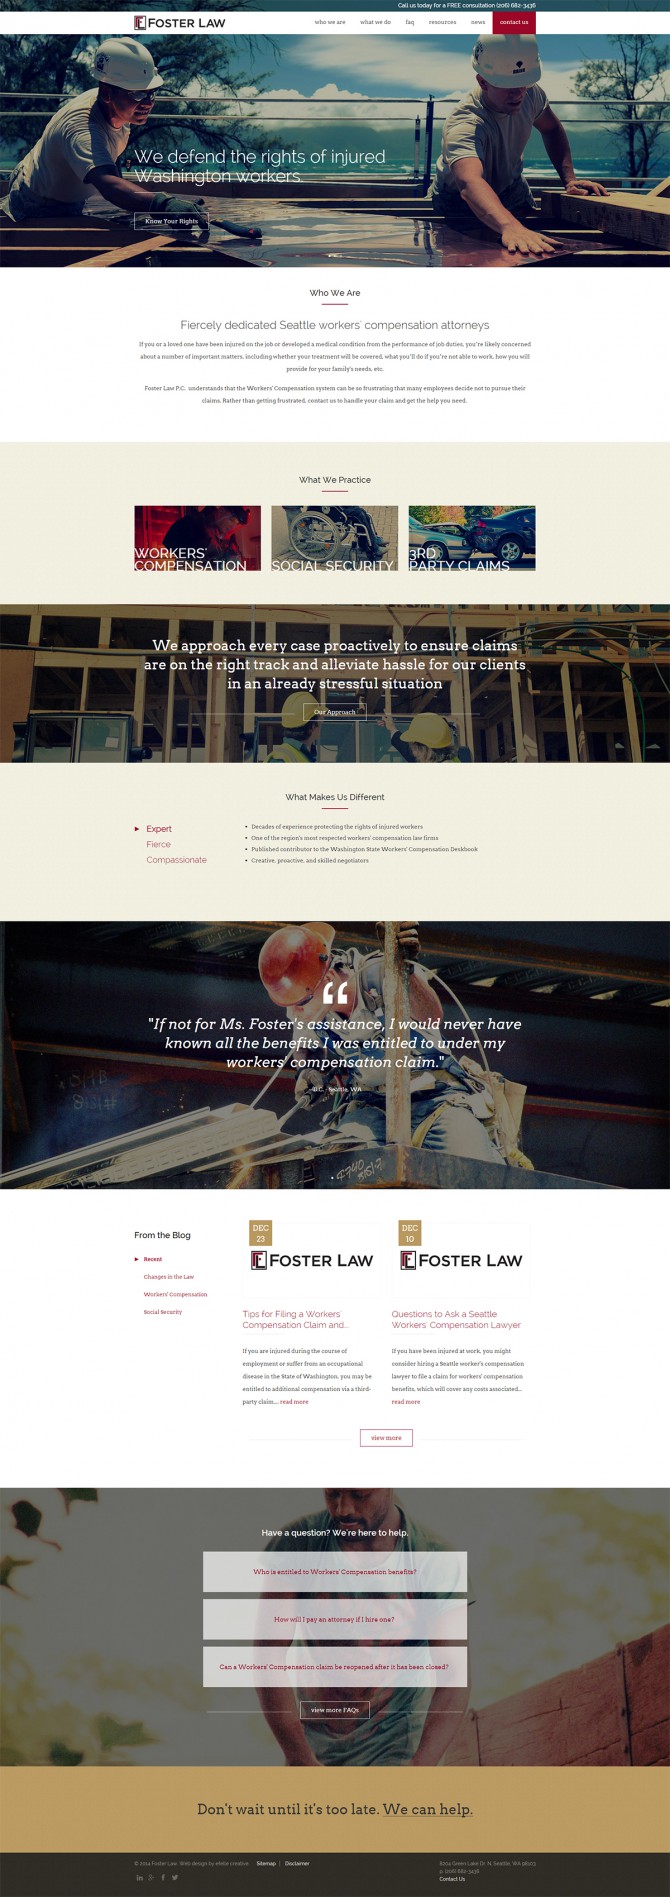 Call us today for a FREE consultation (206) 682-3436
FOSTER LAW
who we are
what we do
faq
resources
news
contact us
We defend the rights of injured
Washington workers.
Know Your Rights
Who We Are
Fiercely dedicated Seattle workers' compensation attorneys
If you or a loved one have been injured on the job or developed a medical condition from the performance of job duties, you're likely concerned
about a number of important matters, including whether your treatment will be covered, what you'll do if you're not able to work, how you will
provide for your family's needs, etc.
Foster Law P.C. understands that the Workers' Compensation system can be so frustrating that many employees decide not to pursue their
claims. Rather than getting frustrated, contact us to handle your claim and get the help you need.
What We Practice
WORKERS'
COMPENSATION
SOCIAL SECURITY
3RD
PARTY CLAIMS
We approach every case proactively to ensure claims
are on the right track and alleviate hassle for our clients
in an already stressful situation
Our Approach
What Makes Us Different
Expert
Fierce
Compassionate
• Decades of experience protecting the rights of injured workers
• One of the region's most respected workers' compensation law firms
• Published contributor to the Washington State Workers' Compensation Deskbook
• Creative, proactive, and skilled negotiators
"If not for Ms. Foster's assistance, I would never have
known all the benefits I was entitled to under my
workers' compensation claim."
- D.C. - Seattle, WA
From the Blog
Recent
Changes in the Law
Workers' Compensation
Social Security
DEC
23
FOSTER LAW
Tips for Filing a Workers'
Compensation Claim and...
If you are injured during the course of
employment or suffer from an occupational
disease in the State of Washington, you may be
entitled to additional compensation via a third-
party claim.... read more
DEC
10
FOSTER LAW
Questions to Ask a Seattle
Workers' Compensation Lawyer
If you have been injured at work, you might
consider hiring a Seattle worker's compensation
lawyer to file a claim for workers' compensation
benefits, which will cover any costs associated...
read more
view more
Have a question? We're here to help.
Who is entitled to Workers' Compensation benefits?
How will I pay an attorney if I hire one?
Can a Workers' Compensation claim be reopened after it has been closed?
view more FAQs
Don't wait until it's too late. We can help.
© 2014 Foster Law. Web design by efelle creative. Sitemap | Disclaimer
8204 Green Lake Dr. N, Seattle, WA 98103
p. (206) 682-3436
Contact Us